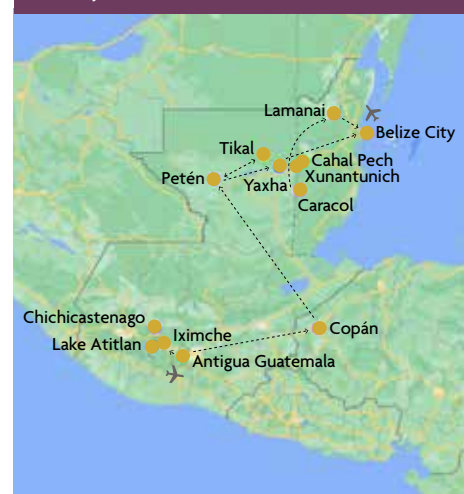 Lamanai
Belize City
Tikal
Cahal Pech
Petén
Yaxha
Xunantunich
Caracol
Chichicastenago
Iximche
Copán
Lake Atitlan
Antigua Guatemala